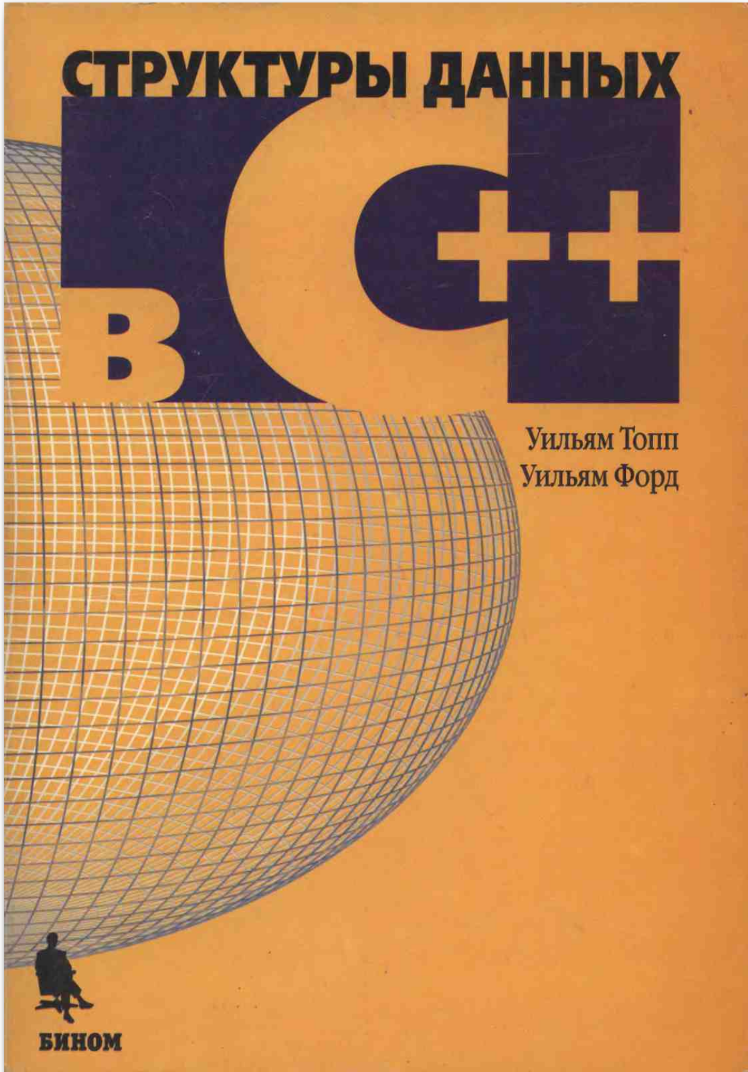 СТРУКТУРЫ ДАННЫХ
в C++
Уильям Топп
Уильям Форд
БИНОМ